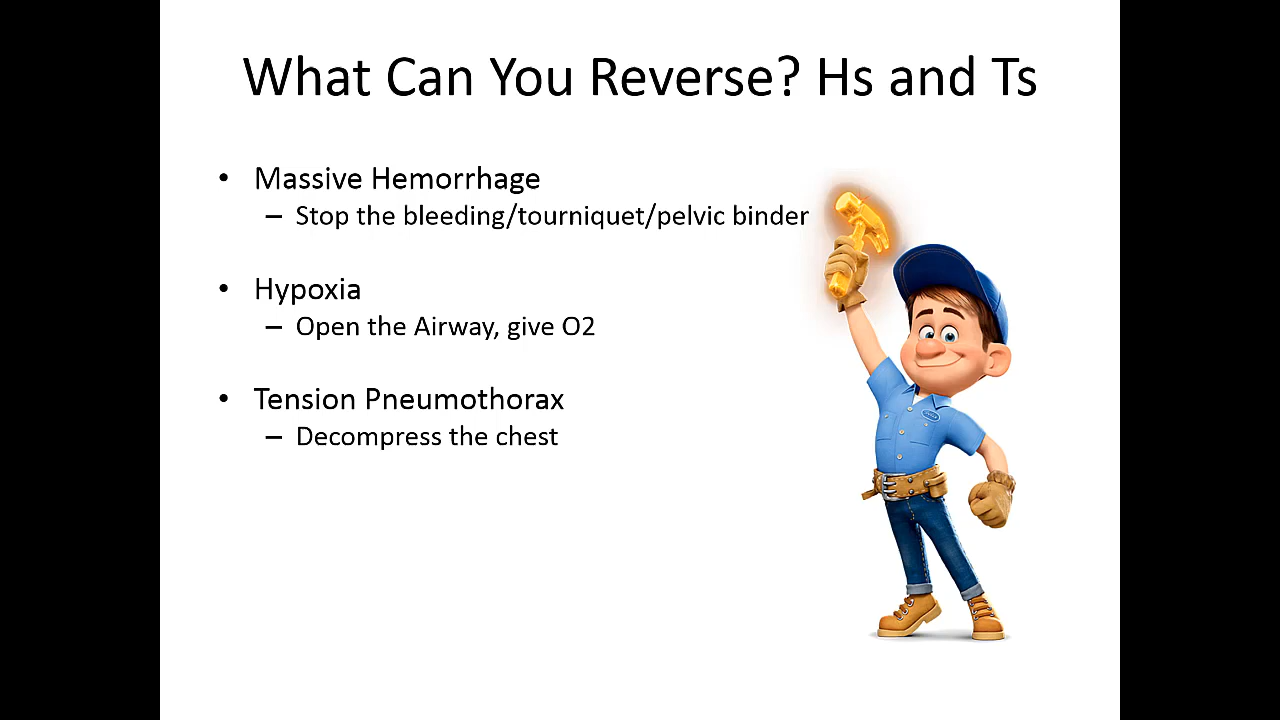 What Can You Reverse? Hs and Ts
• Massive Hemorrhage
– Stop the bleeding/tourniquet/pelvic binder
• Hypoxia
– Open the Airway, give O2
• Tension Pneumothorax
– Decompress the chest